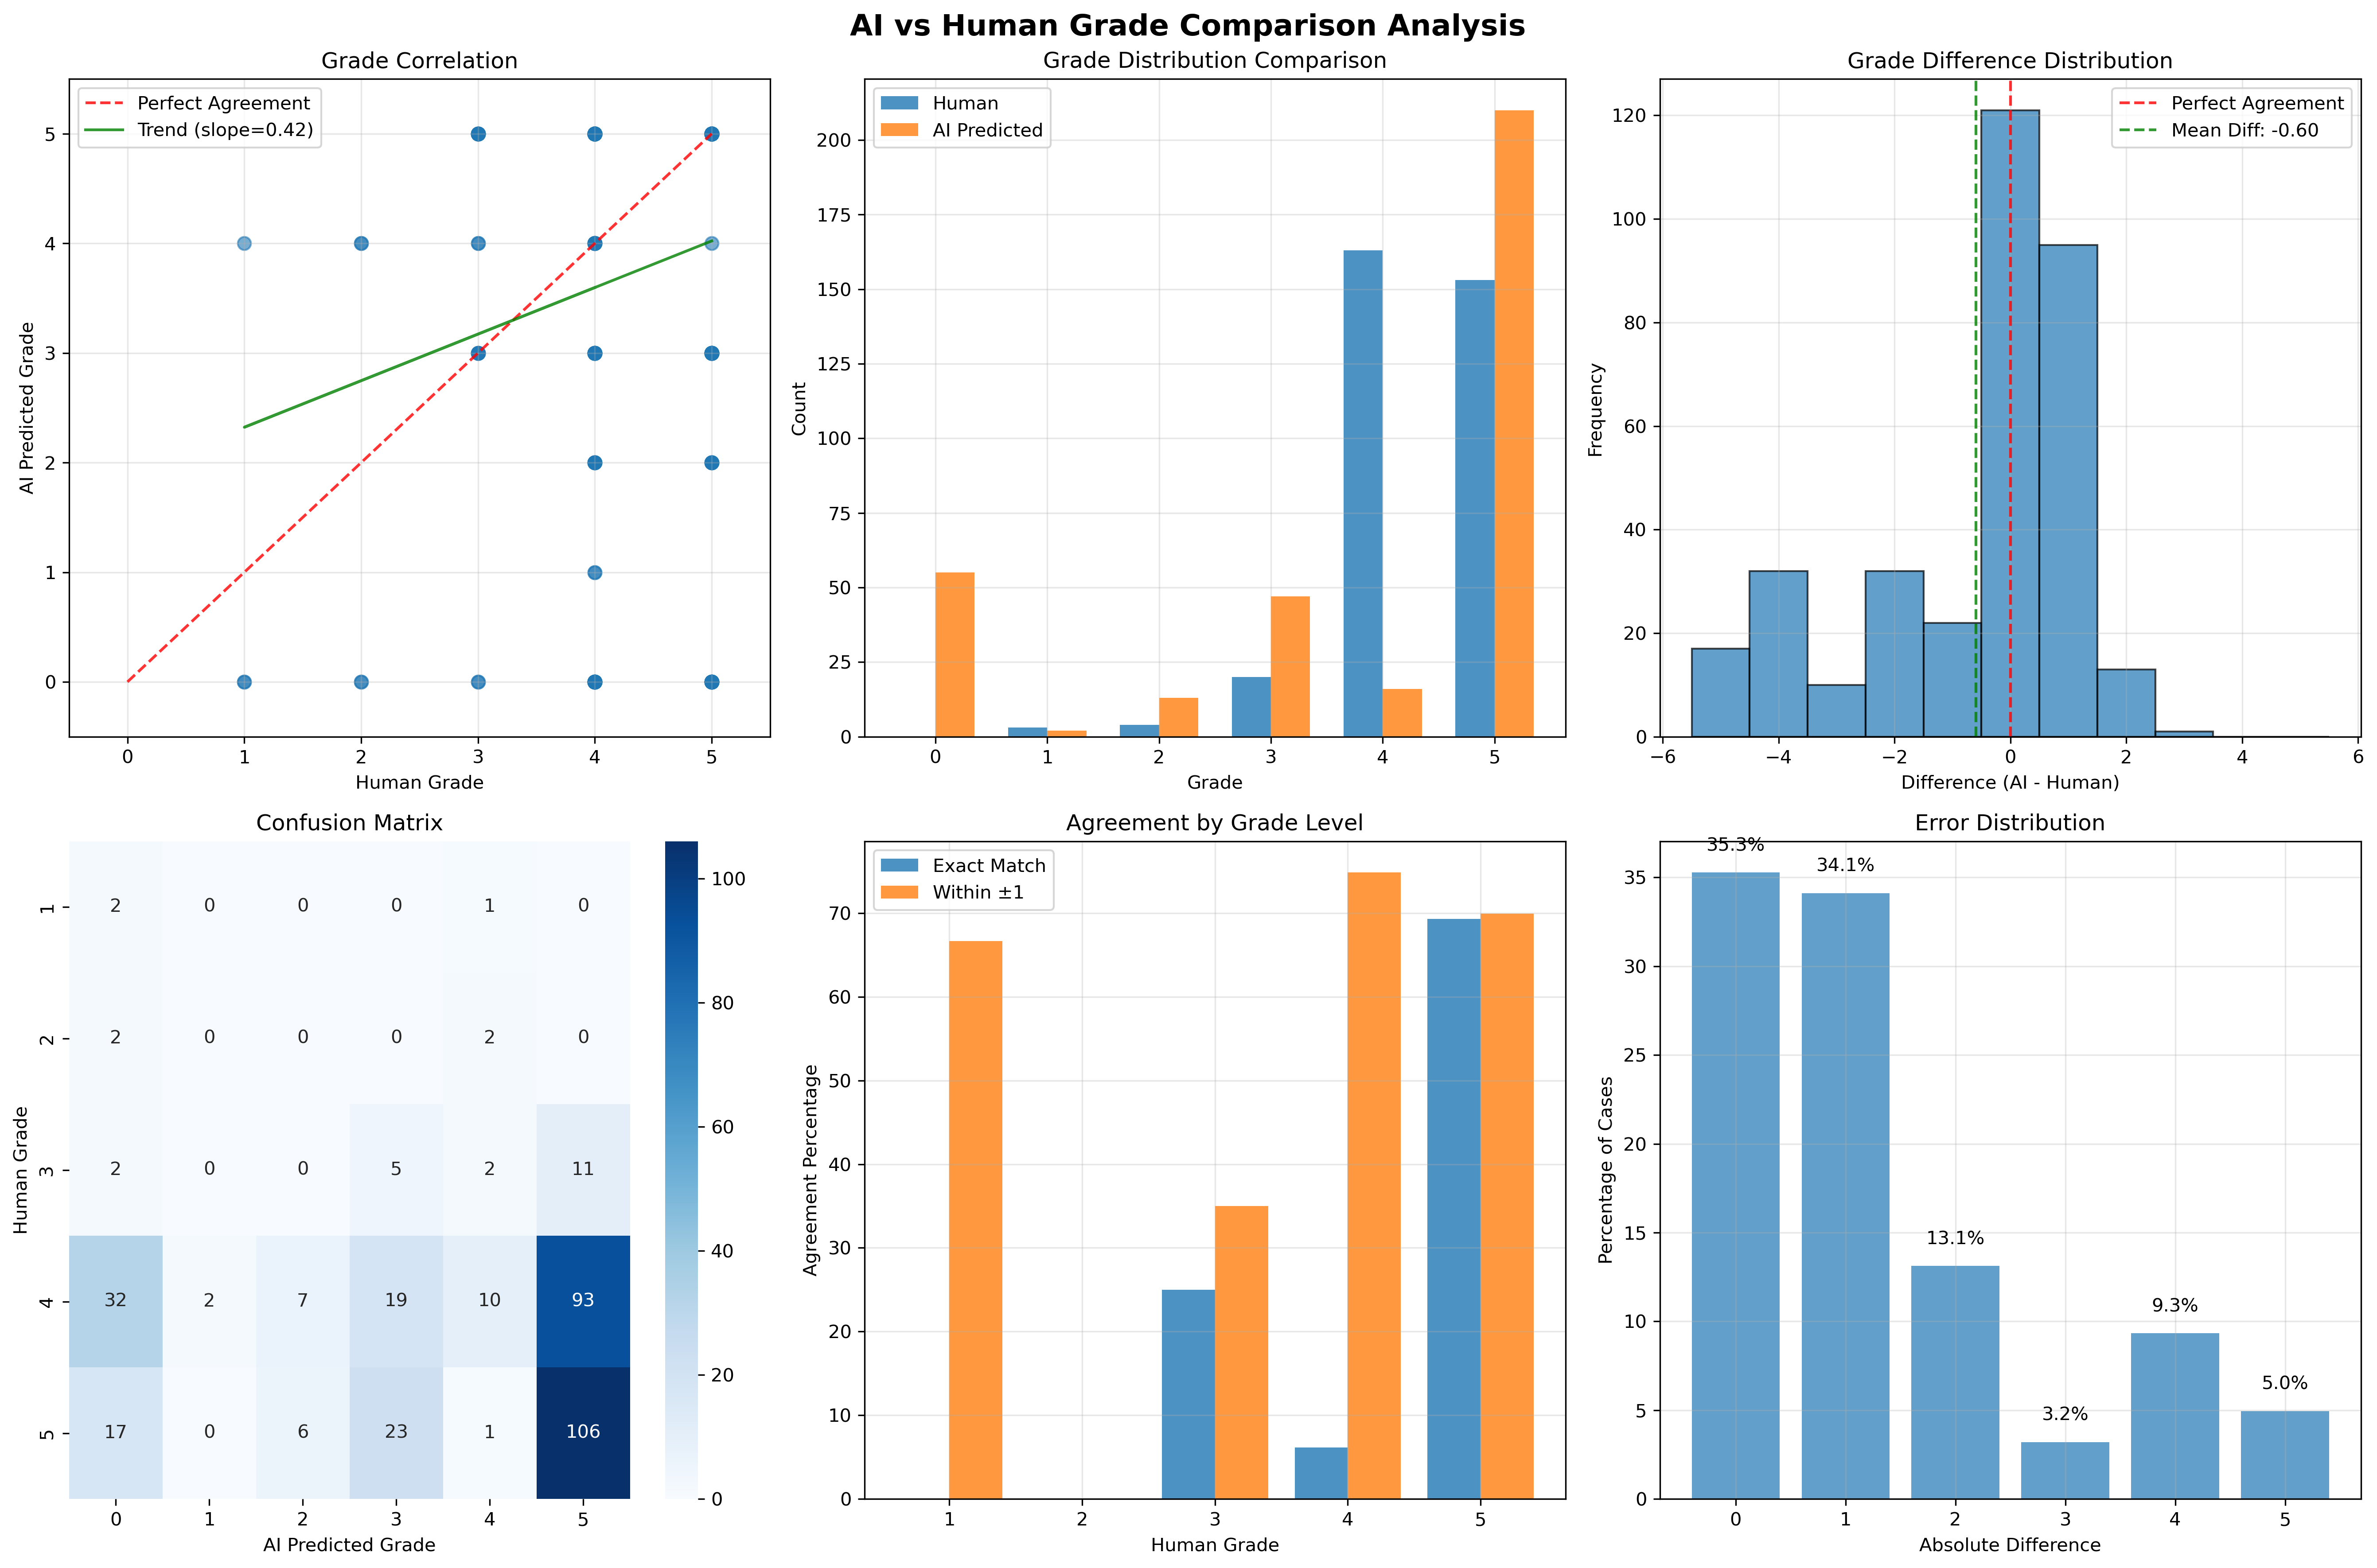 AI vs Human Grade Comparison Analysis
Grade Correlation
Perfect Agreement
Trend (slope=0.42)
5
4
3
2
1
0
AI Predicted Grade
0 1 2 3 4 5
Human Grade
Grade Distribution Comparison
Human
AI Predicted
200
175
150
125
100
75
50
25
0
Count
0 1 2 3 4 5
Grade
Grade Difference Distribution
Perfect Agreement
Mean Diff: -0.60
120
100
80
60
40
20
0
Frequency
−6 −4 −2 0 2 4 6
Difference (AI - Human)
Confusion Matrix
1 2 0 0 0 1 0
2 2 0 0 0 2 0
3 2 0 0 5 2 11
4 32 2 7 19 10 93
5 17 0 6 23 1 106
Human Grade
0 1 2 3 4 5
AI Predicted Grade
100
80
60
40
20
0
Agreement by Grade Level
Exact Match
Within ±1
70
60
50
40
30
20
10
0
Agreement Percentage
1 2 3 4 5
Human Grade
Error Distribution
35.3%
34.1%
13.1%
3.2%
9.3%
5.0%
35
30
25
20
15
10
5
0
Percentage of Cases
0 1 2 3 4 5
Absolute Difference